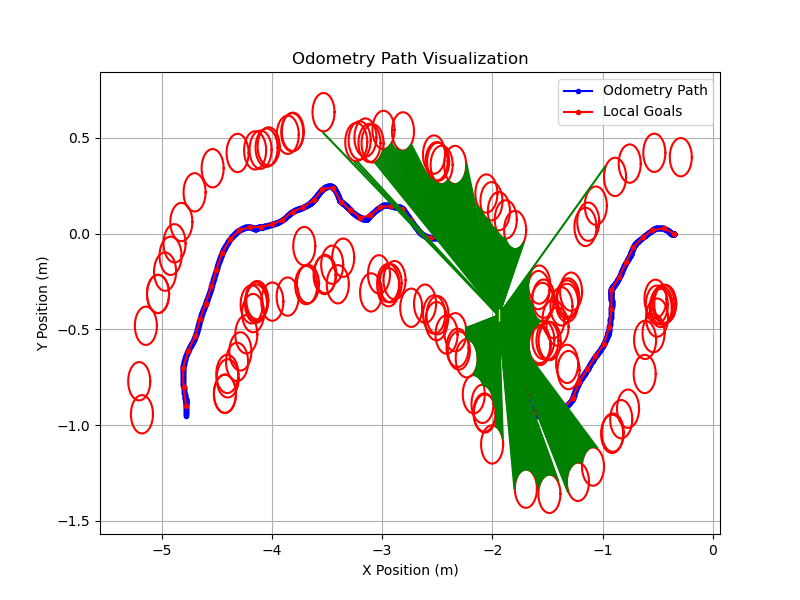 Odometry Path Visualization
Odometry Path
Local Goals
Y Position (m)
0.5
0.0
−0.5
−1.0
−1.5
−5
−4
−3
−2
−1
0
X Position (m)